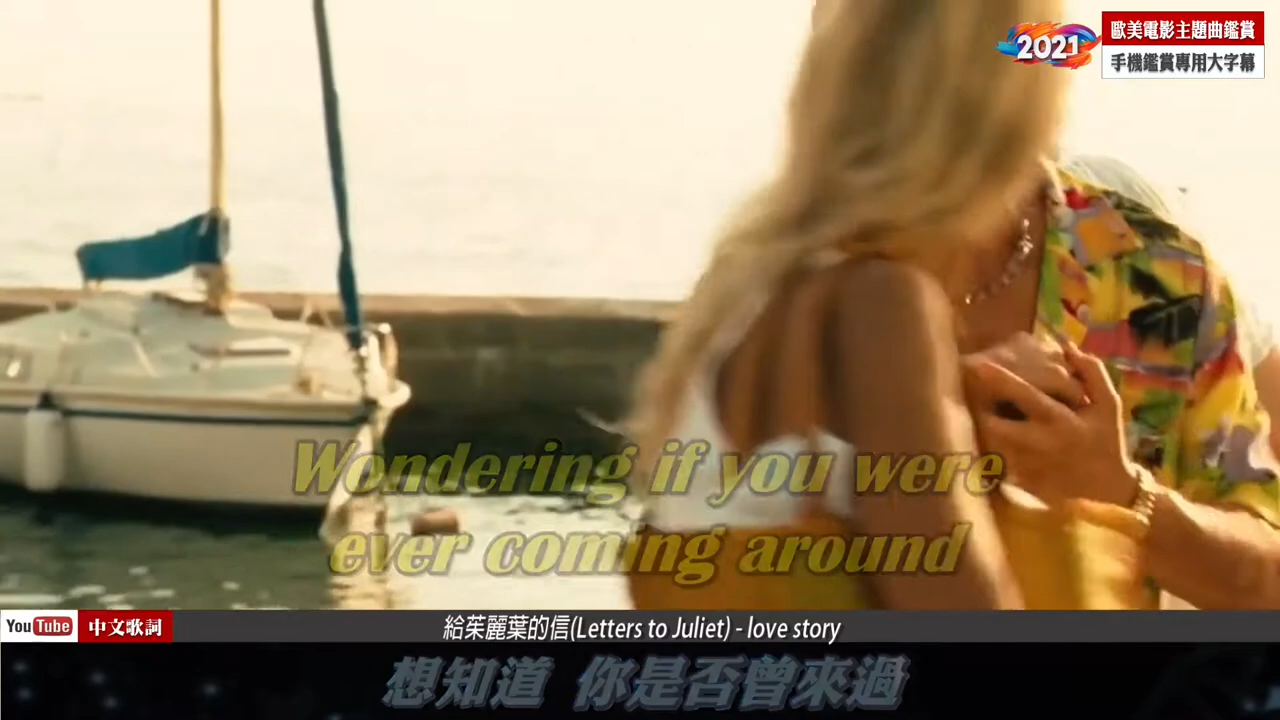 2021
歐美電影主題曲鑑賞
手機鑑賞專用大字幕
Wondering if you were
ever coming around
YouTube 中文歌詞
給茱麗葉的信(Letters to Juliet) - love story
想知道 你是否曾來過